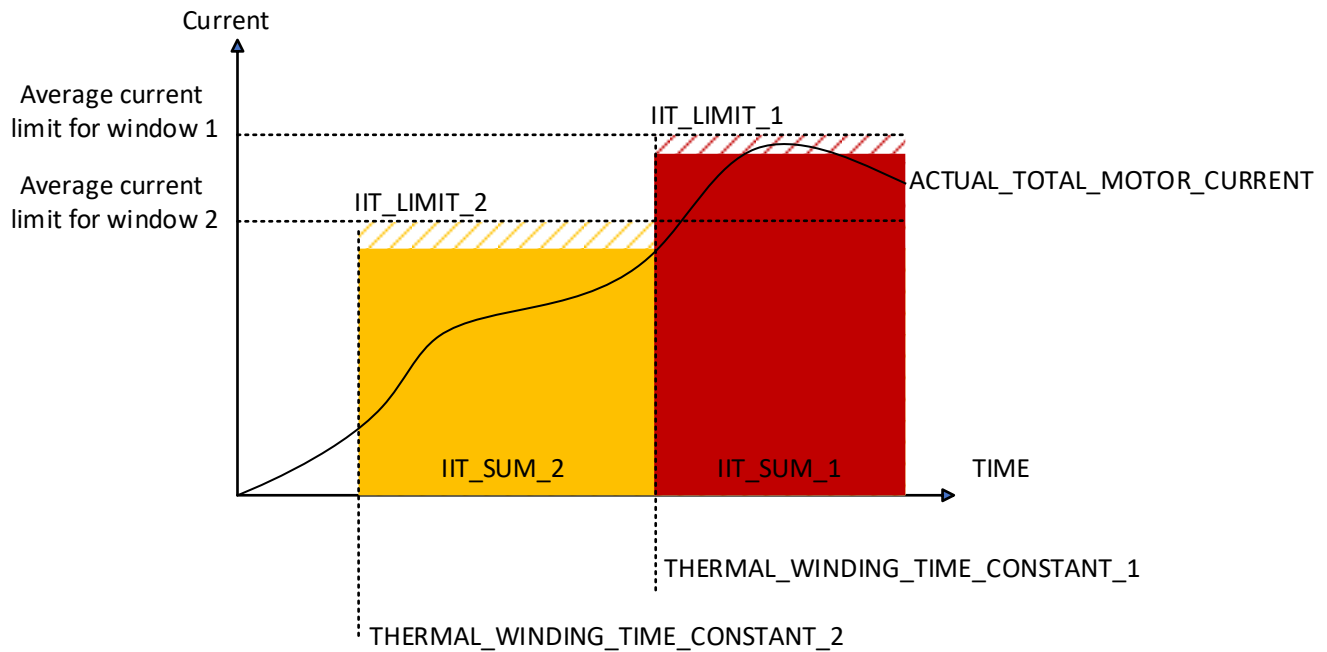 Current
Average current
limit for window 1
IIT_LIMIT_1
Average current
limit for window 2
IIT_LIMIT_2
ACTUAL_TOTAL_MOTOR_CURRENT
IIT_SUM_2
IIT_SUM_1
TIME
THERMAL_WINDING_TIME_CONSTANT_1
THERMAL_WINDING_TIME_CONSTANT_2